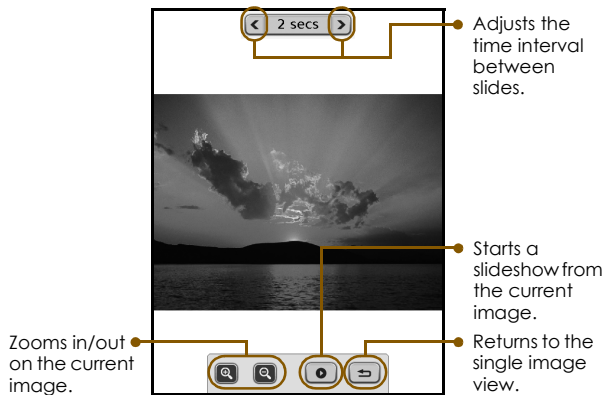 2 secs
Adjusts the
time interval
between
slides.
Starts a
slideshow from
the current
image.
Zooms in/out
on the current
image.
Returns to the
single image
view.